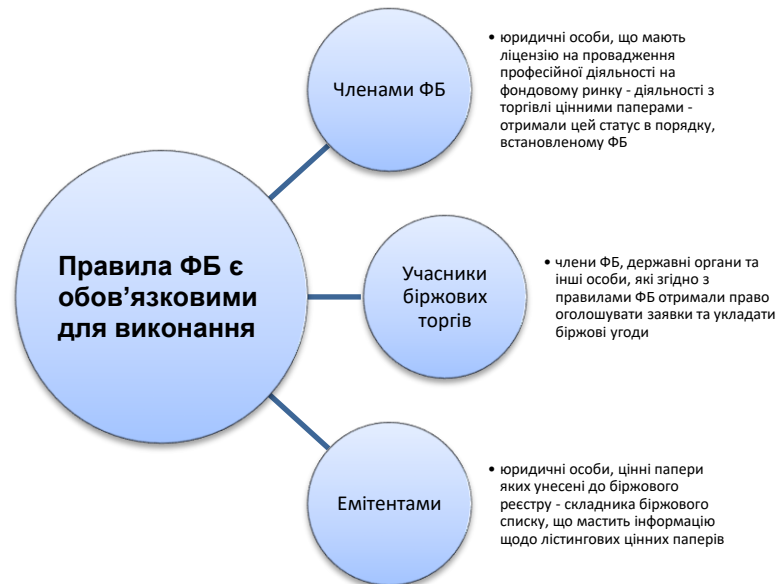 Правила ФБ є
обов’язковими
для виконання
Членами ФБ
• юридичні особи, що мають
ліцензію на провадження
професійної діяльності на
фондовому ринку - діяльності з
торгівлі цінними паперами -
отримали цей статус в порядку,
встановленому ФБ
Учасники
біржових
торгів
• члени ФБ, державні органи та
інші особи, які згідно з
правилами ФБ отримали право
оголошувати заявки та укладати
біржові угоди
Емітентами
• юридичні особи, цінні папери
яких унесені до біржового
реєстру - складника біржового
списку, що мастить інформацію
щодо лістингових цінних паперів